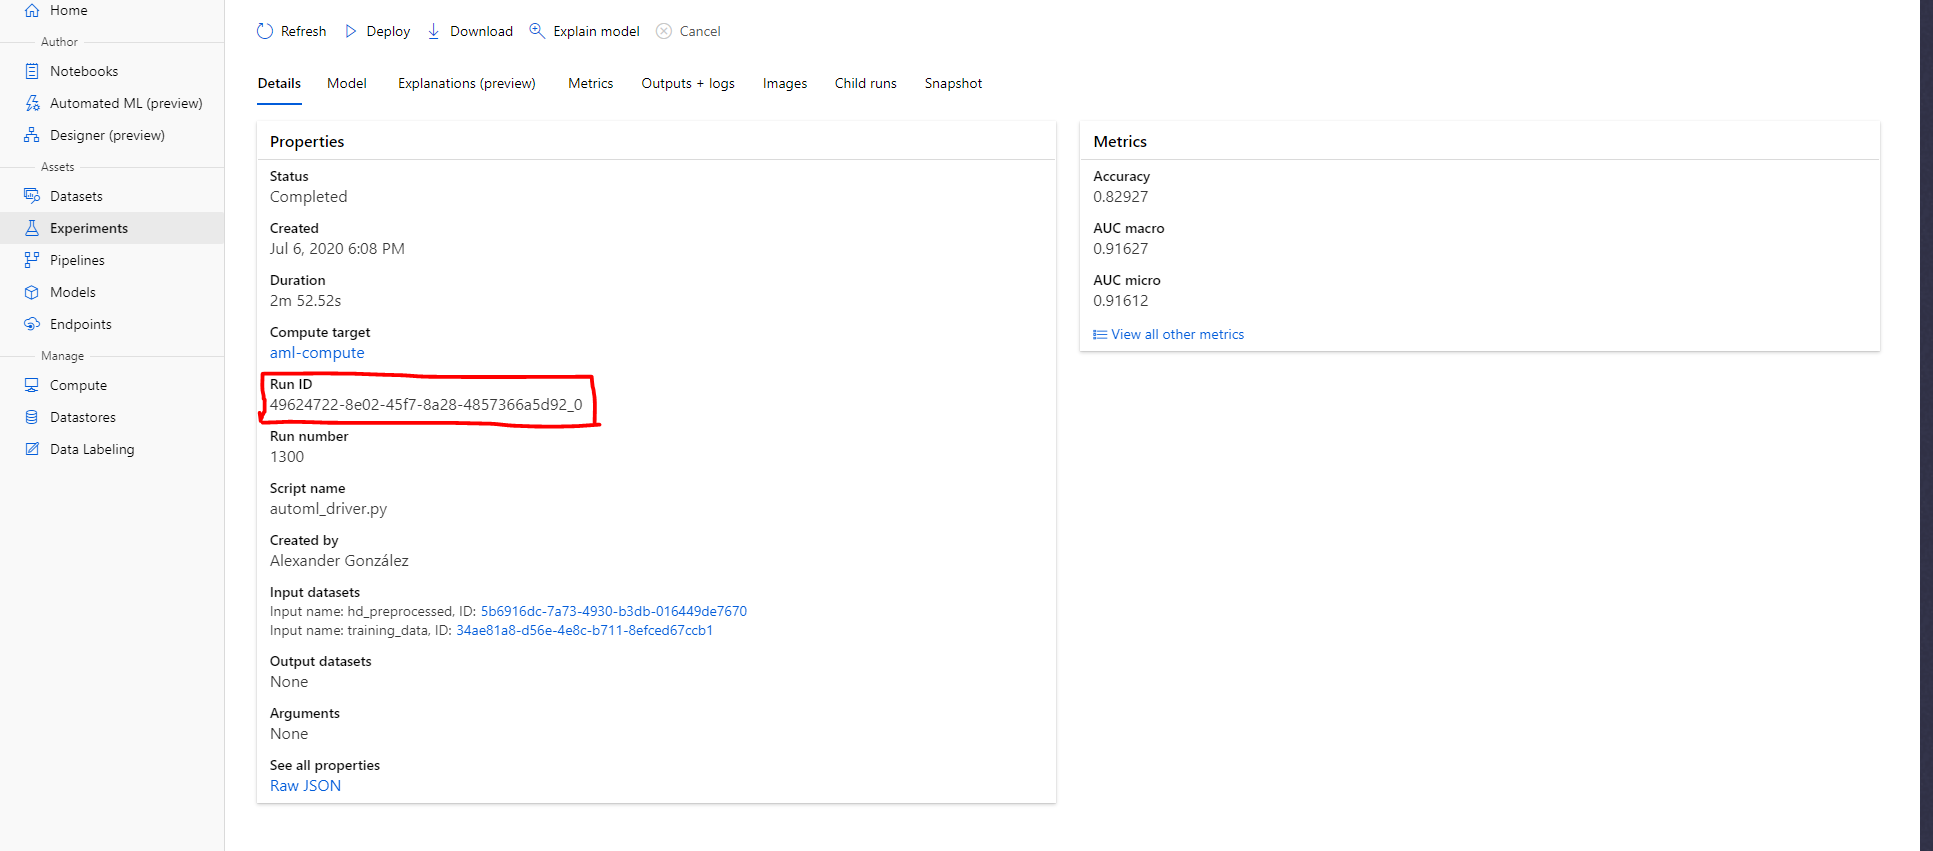 Home
Author
Notebooks
Automated ML (preview)
Designer (preview)
Assets
Datasets
Experiments
Pipelines
Models
Endpoints
Manage
Compute
Datastores
Data Labeling
Refresh Deploy Download Explain model Cancel
Details Model Explanations (preview) Metrics Outputs + logs Images Child runs Snapshot
Properties
Status
Completed
Created
Jul 6, 2020 6:08 PM
Duration
2m 52.52s
Compute target
aml-compute
Run ID
49624722-8e02-45f7-8a28-4857366a5d92_0
Run number
1300
Script name
automl_driver.py
Created by
Alexander González
Input datasets
Input name: hd_preprocessed, ID: 5b6916dc-7a73-4930-b3db-016449de7670
Input name: training_data, ID: 34ae81a8-d56e-4e8c-b711-8efced67ccb1
Output datasets
None
Arguments
None
See all properties
Raw JSON
Metrics
Accuracy
0.82927
AUC macro
0.91627
AUC micro
0.91612
View all other metrics